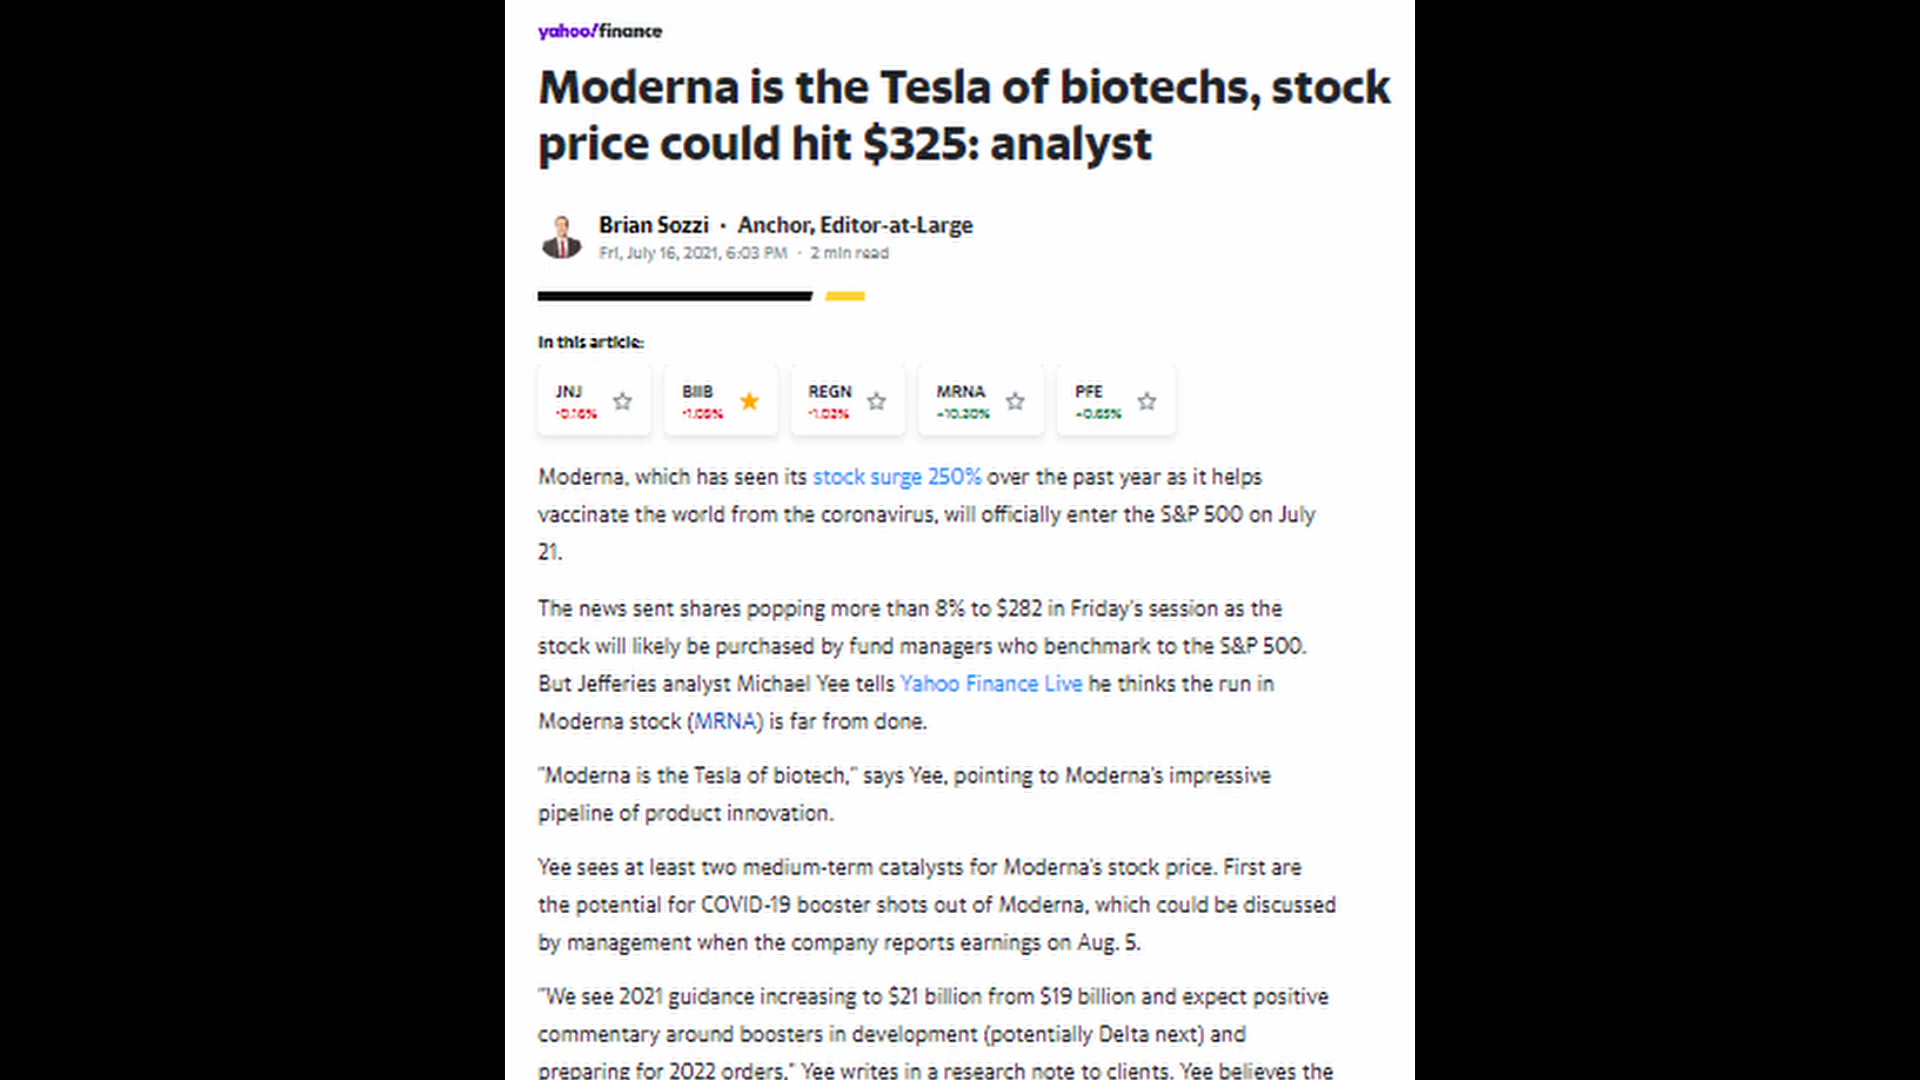 yahoo!finance
Moderna is the Tesla of biotechs, stock
price could hit $325: analyst
Brian Sozzi · Anchor, Editor-at-Large
Fri, July 16, 2021, 6:03 PM · 2 min read
In this article:
JNJ BIIB REGN MRNA PFE
-0.16% -1.02% +10.30%
Moderna, which has seen its stock surge 250% over the past year as it helps
vaccinate the world from the coronavirus, will officially enter the S&P 500 on July
21.
The news sent shares popping more than 8% to $282 in Friday's session as the
stock will likely be purchased by fund managers who benchmark to the S&P 500.
But Jefferies analyst Michael Yee tells Yahoo Finance Live he thinks the run in
Moderna stock (MRNA) is far from done.
"Moderna is the Tesla of biotech," says Yee, pointing to Moderna's impressive
pipeline of product innovation.
Yee sees at least two medium-term catalysts for Moderna's stock price. First are
the potential for COVID-19 booster shots out of Moderna, which could be discussed
by management when the company reports earnings on Aug. 5.
"We see 2021 guidance increasing to $21 billion from $19 billion and expect positive
commentary around boosters in development (potentially Delta next) and
preparing for 2022 orders," Yee writes in a research note to clients. Yee believes the